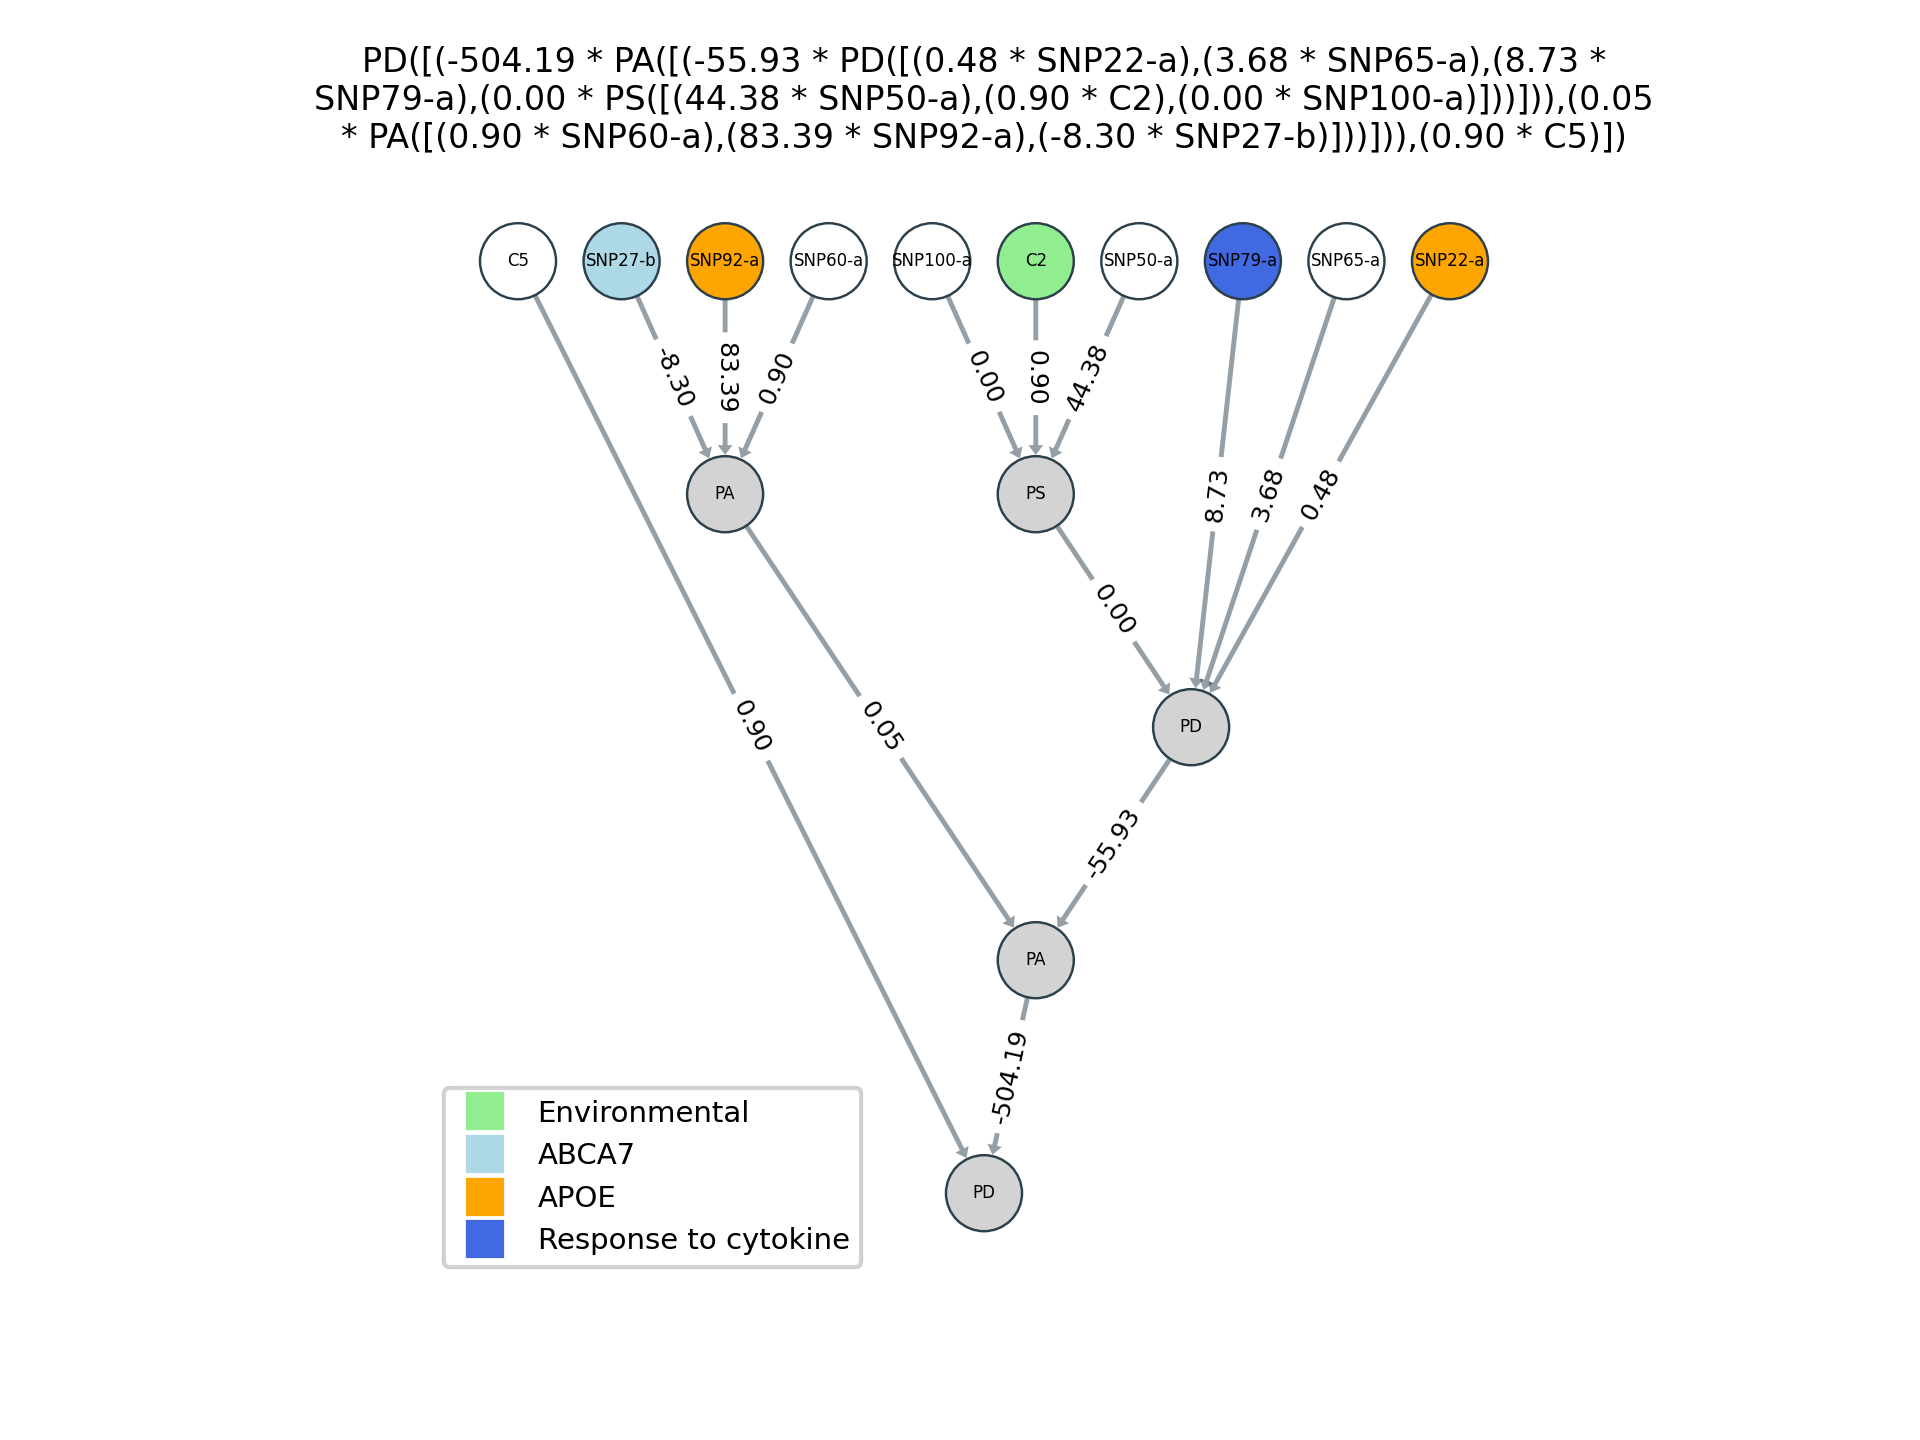 PD([(-504.19 * PA([(-55.93 * PD([(0.48 * SNP22-a),(3.68 * SNP65-a),(8.73 *
SNP79-a),(0.00 * PS([(44.38 * SNP50-a),(0.90 * C2),(0.00 * SNP100-a)]))])),(0.05
* PA([(0.90 * SNP60-a),(83.39 * SNP92-a),(-8.30 * SNP27-b)]))])),(0.90 * C5)])
C5
SNP27-b
SNP92-a
SNP60-a
SNP100-a
C2
SNP50-a
SNP79-a
SNP65-a
SNP22-a
-8.30
83.39
0.90
0.00
0.90
44.38
8.73
3.68
0.48
PA
PS
0.00
0.90
0.05
PD
-55.93
PA
-504.19
PD
Environmental
ABCA7
APOE
Response to cytokine